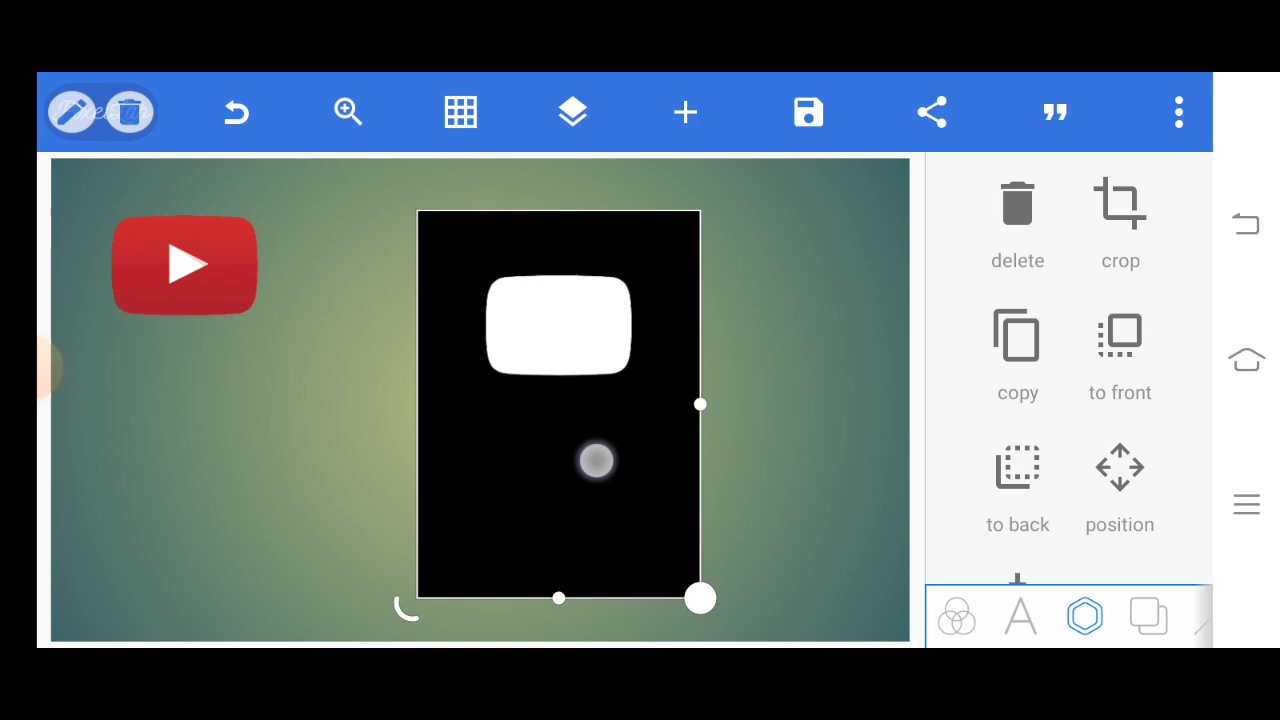 delete
crop
copy
to front
to back
position